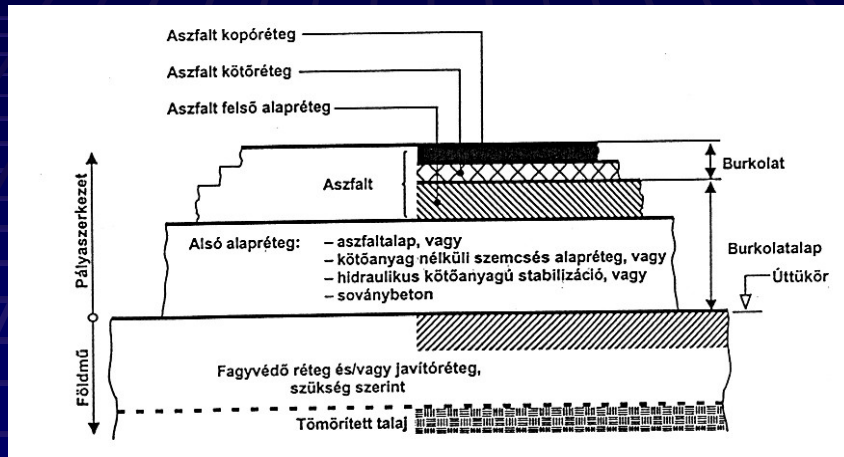 Aszfalt kopóréteg
Aszfalt kötőréteg
Aszfalt felső alapréteg
Aszfalt
Burkolat
Pályaszerkezet
Alsó alapréteg: – aszfaltalap, vagy
– kötőanyag nélküli szemcsés alapréteg, vagy
– hidraulikus kötőanyagú stabilizáció, vagy
– soványbeton
Burkolatalap
Úttükör
Földmű
Fagyvédő réteg és/vagy javítóréteg,
szükség szerint
Tömörített talaj